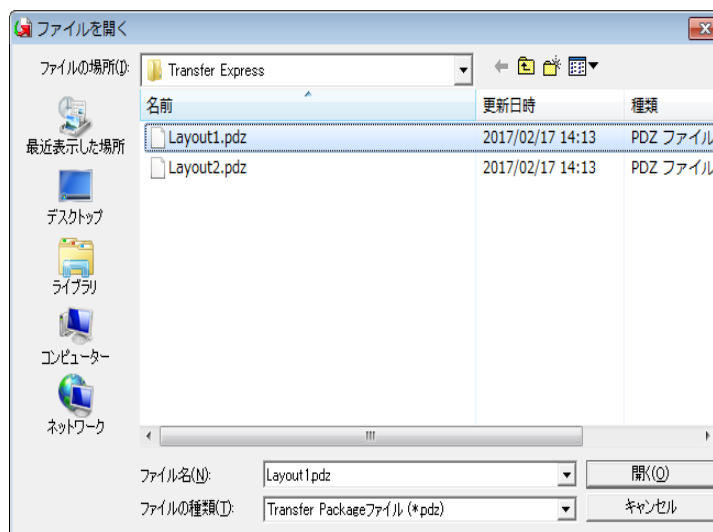 ファイルを開く
ファイルの場所(I):
Transfer Express
名前
更新日時
種類
Layout1.pdz
2017/02/17 14:13
PDZ ファイル
Layout2.pdz
2017/02/17 14:13
PDZ ファイル
最近表示した場所
デスクトップ
ライブラリ
コンピューター
ネットワーク
ファイル名(N):
Layout1.pdz
開く(O)
ファイルの種類(T):
Transfer Packageファイル (*.pdz)
キャンセル